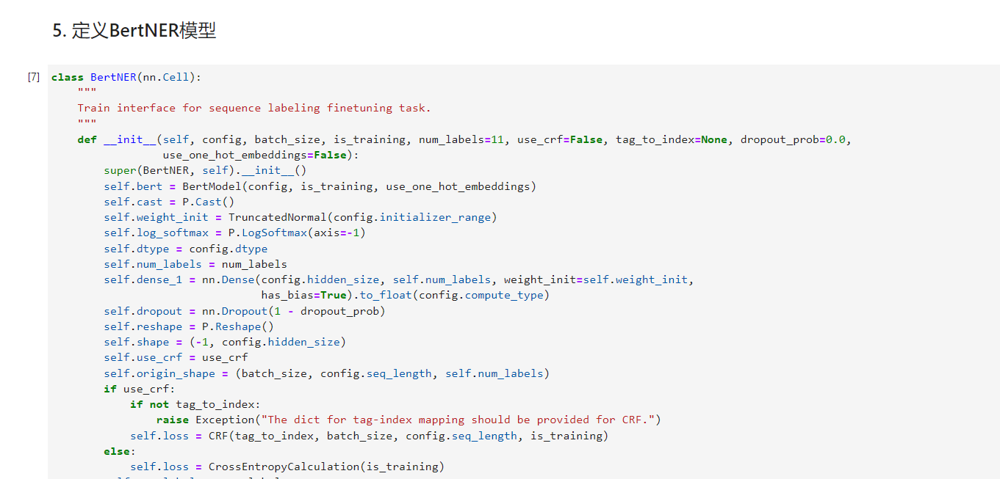 5. 定义BertNER模型
[7] class BertNER(nn.Cell):
    """
    Train interface for sequence labeling finetuning task.
    """
    def __init__(self, config, batch_size, is_training, num_labels=11, use_crf=False, tag_to_index=None, dropout_prob=0.0,
                 use_one_hot_embeddings=False):
        super(BertNER, self).__init__()
        self.bert = BertModel(config, is_training, use_one_hot_embeddings)
        self.cast = P.Cast()
        self.weight_init = TruncatedNormal(config.initializer_range)
        self.log_softmax = P.LogSoftmax(axis=-1)
        self.dtype = config.dtype
        self.num_labels = num_labels
        self.dense_1 = nn.Dense(config.hidden_size, self.num_labels, weight_init=self.weight_init,
                                has_bias=True).to_float(config.compute_type)
        self.dropout = nn.Dropout(1 - dropout_prob)
        self.reshape = P.Reshape()
        self.shape = (-1, config.hidden_size)
        self.use_crf = use_crf
        self.origin_shape = (batch_size, config.seq_length, self.num_labels)
        if use_crf:
            if not tag_to_index:
                raise Exception("The dict for tag-index mapping should be provided for CRF.")
            self.loss = CRF(tag_to_index, batch_size, config.seq_length, is_training)
        else:
            self.loss = CrossEntropyCalculation(is_training)